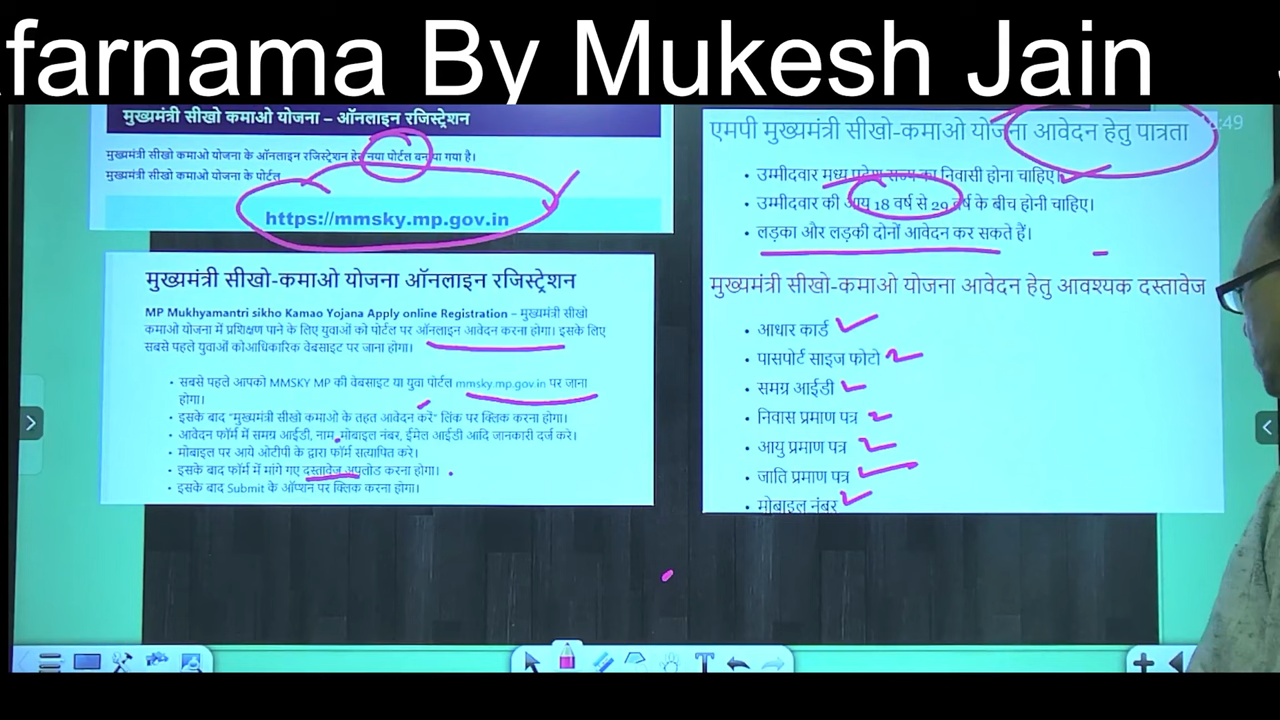 farnama By Mukesh Jain
मुख्यमंत्री सीखो कमाओ योजना – ऑनलाइन रजिस्ट्रेशन
मुख्यमंत्री सीखो कमाओ योजना के ऑनलाइन रजिस्ट्रेशन हेतु नया पोर्टल बनाया गया है।
मुख्यमंत्री सीखो कमाओ योजना के पोर्टल
https://mmsky.mp.gov.in
मुख्यमंत्री सीखो-कमाओ योजना ऑनलाइन रजिस्ट्रेशन
MP Mukhyamantri sikho Kamao Yojana Apply online Registration – मुख्यमंत्री सीखो
कमाओ योजना में प्रशिक्षण पाने के लिए युवाओं को पोर्टल पर ऑनलाइन आवेदन करना होगा। इसके लिए
सबसे पहले युवाओं कोआधिकारिक वेबसाइट पर जाना होगा।
• सबसे पहले आपको MMSKY MP की वेबसाइट या युवा पोर्टल mmsky.mp.gov.in पर जाना
होगा।
• इसके बाद "मुख्यमंत्री सीखो कमाओ के तहत आवेदन करें" लिंक पर क्लिक करना होगा।
• आवेदन फॉर्म में समग्र आईडी, नाम, मोबाइल नंबर, ईमेल आईडी आदि जानकारी दर्ज करे।
• मोबाइल पर आये ओटीपी के द्वारा फॉर्म सत्यापित करे।
• इसके बाद फॉर्म में मांगे गए दस्तावेज अपलोड करना होगा।
• इसके बाद Submit के ऑप्शन पर क्लिक करना होगा।
एमपी मुख्यमंत्री सीखो-कमाओ योजना आवेदन हेतु पात्रता
:49
• उम्मीदवार मध्य प्रदेश राज्य का निवासी होना चाहिए।
• उम्मीदवार की आयु 18 वर्ष से 29 वर्ष के बीच होनी चाहिए।
• लड़का और लड़की दोनों आवेदन कर सकते हैं।
मुख्यमंत्री सीखो-कमाओ योजना आवेदन हेतु आवश्यक दस्तावेज
• आधार कार्ड
• पासपोर्ट साइज फोटो
• समग्र आईडी
• निवास प्रमाण पत्र
• आयु प्रमाण पत्र
• जाति प्रमाण पत्र
• मोबाइल नंबर